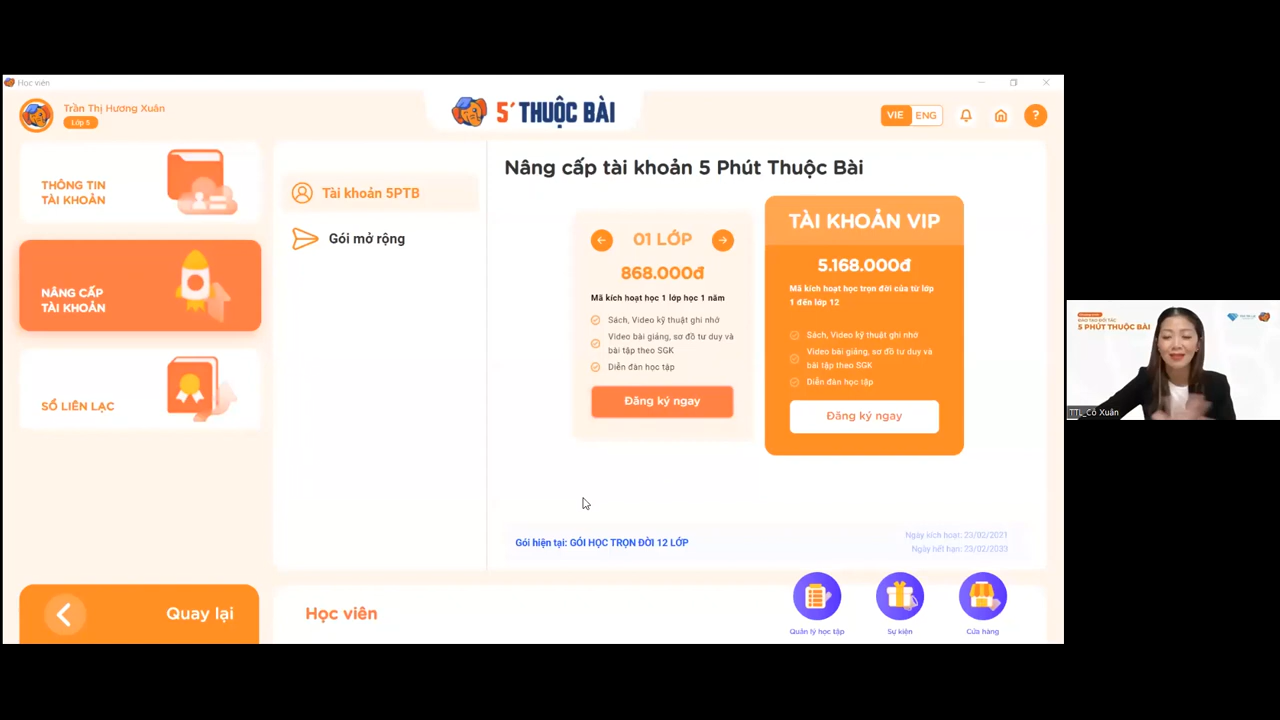 Học viên
Trần Thị Hương Xuân
Lớp 5
5' THUỘC BÀI
VIE
ENG
?
THÔNG TIN
TÀI KHOẢN
NÂNG CẤP
TÀI KHOẢN
SỔ LIÊN LẠC
Tài khoản 5PTB
Gói mở rộng
Nâng cấp tài khoản 5 Phút Thuộc Bài
01 LỚP
868.000đ
Mã kích hoạt học 1 lớp học 1 năm
Sách, Video kỹ thuật ghi nhớ
Video bài giảng, sơ đồ tư duy và
bài tập theo SGK
Diễn đàn học tập
Đăng ký ngay
TÀI KHOẢN VIP
5.168.000đ
Mã kích hoạt học trọn đời của từ lớp
1 đến lớp 12
Sách, Video kỹ thuật ghi nhớ
Video bài giảng, sơ đồ tư duy và
bài tập theo SGK
Diễn đàn học tập
Đăng ký ngay
Gói hiện tại: GÓI HỌC TRỌN ĐỜI 12 LỚP
Ngày kích hoạt: 23/02/2021
Ngày hết hạn: 23/02/2033
Quay lại
Học viên
Quản lý học tập
Sự kiện
Cửa hàng
ĐÀO TẠO ĐỐI TÁC
5 PHÚT THUỘC BÀI
TTL_Cô Xuân